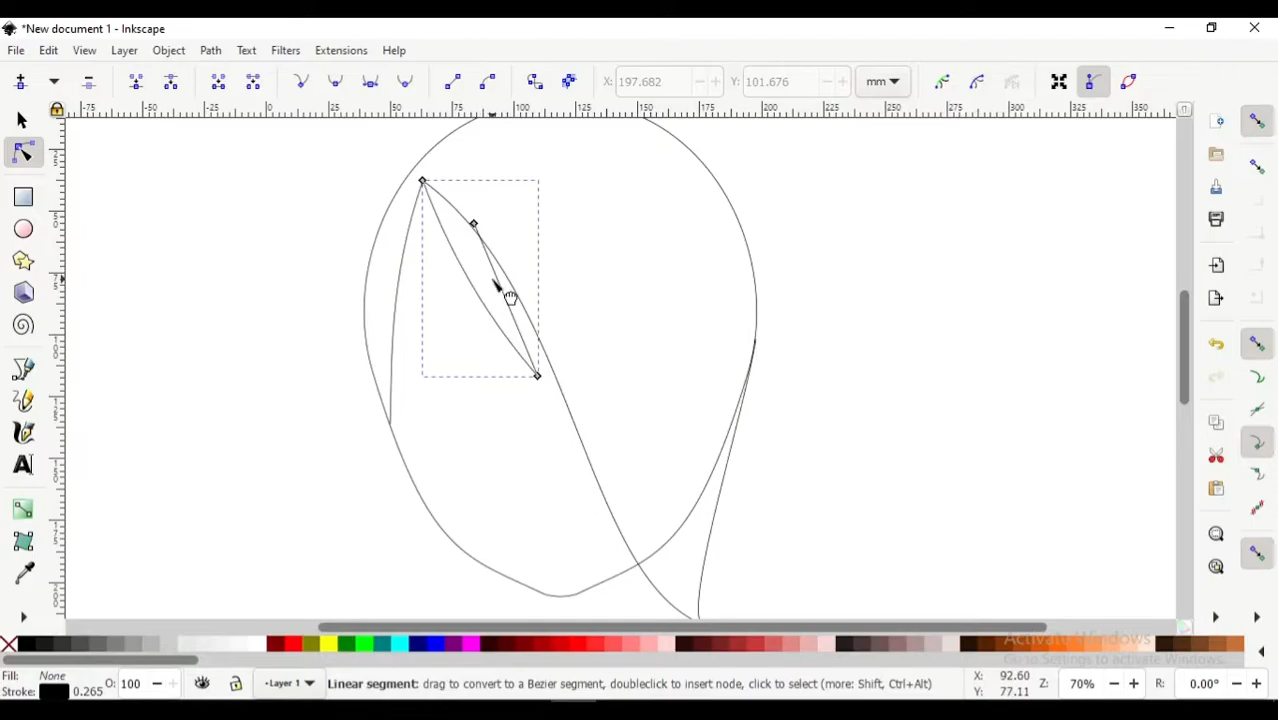 *New document 1 - Inkscape
File Edit View Layer Object Path Text Filters Extensions Help
X: 197.682 Y: 101.676 mm
-75 -50 -25 0 25 50 75 100 125 150 175 200 225 250 275 300 325 350
Activate Windows
Go to Settings to activate Windows.
Fill: None O: 100 Layer 1 Linear segment: drag to convert to a Bezier segment, doubleclick to insert node, click to select (more: Shift, Ctrl+Alt) X: 92.60 Z: 70% R: 0.00°
Stroke: 0.265 Y: 77.11